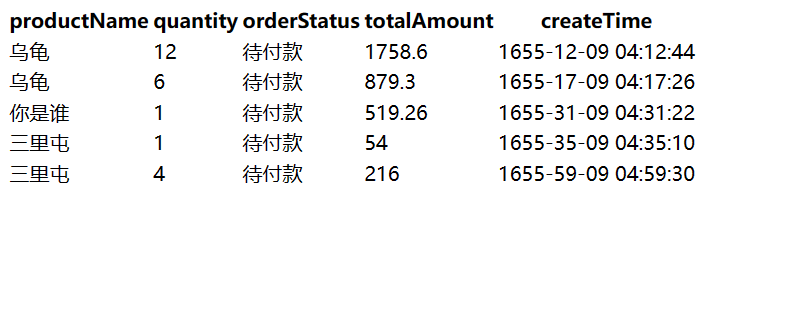 productName quantity orderStatus totalAmount createTime
乌龟 12 待付款 1758.6 1655-12-09 04:12:44
乌龟 6 待付款 879.3 1655-17-09 04:17:26
你是谁 1 待付款 519.26 1655-31-09 04:31:22
三里屯 1 待付款 54 1655-35-09 04:35:10
三里屯 4 待付款 216 1655-59-09 04:59:30